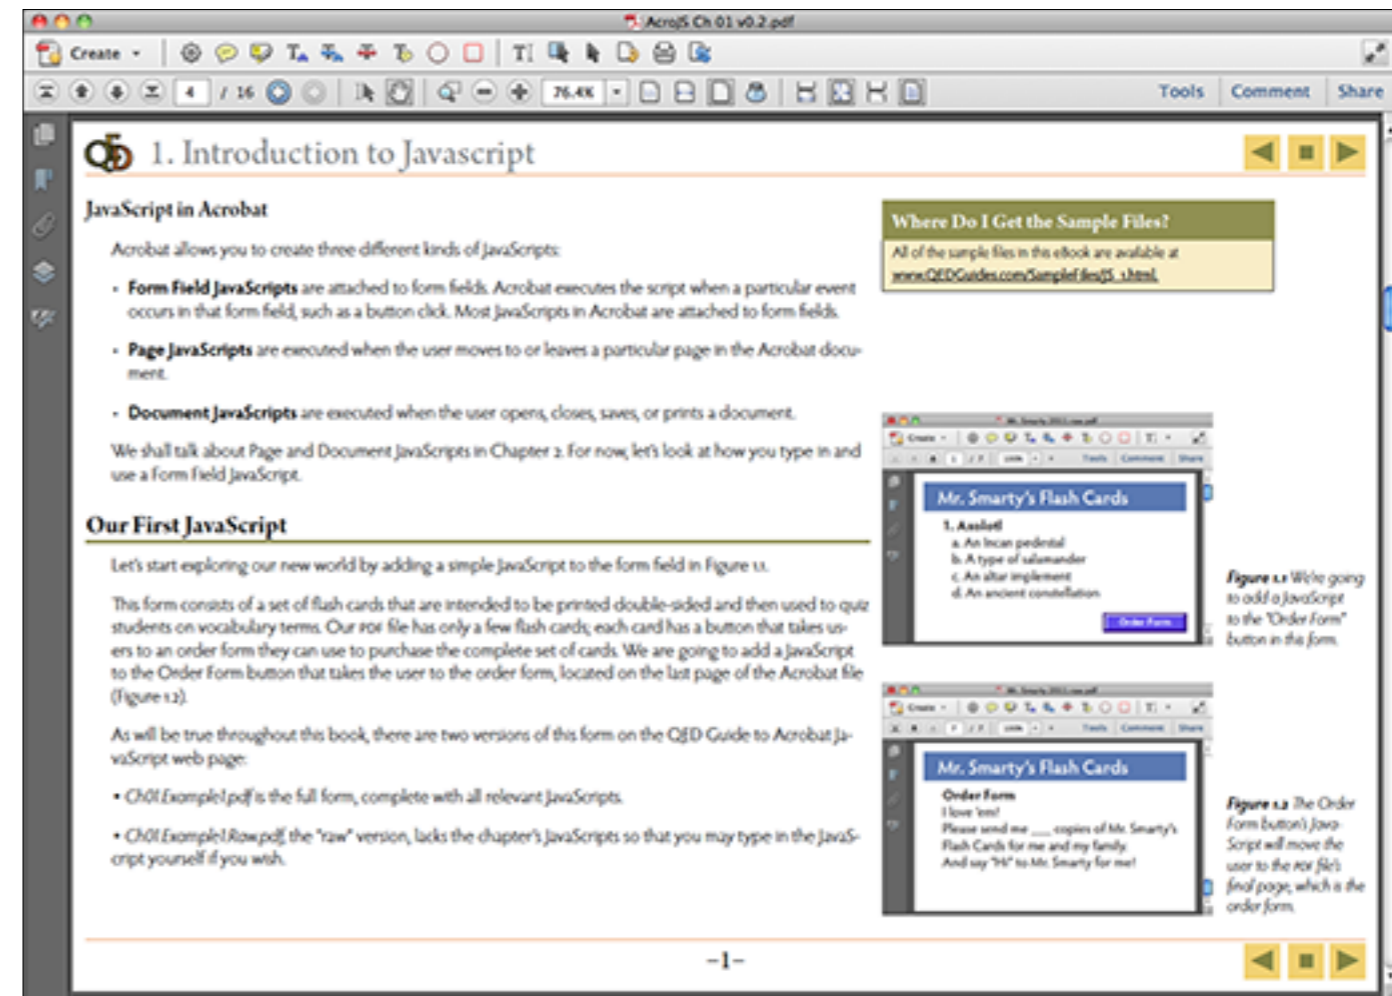 AcroJS Ch 01 v0.2.pdf
Create
4 / 16
76.4%
Tools Comment Share
QED 1. Introduction to Javascript
JavaScript in Acrobat
Acrobat allows you to create three different kinds of JavaScripts:
• Form Field JavaScripts are attached to form fields. Acrobat executes the script when a particular event
occurs in that form field, such as a button click. Most JavaScripts in Acrobat are attached to form fields.
• Page JavaScripts are executed when the user moves to or leaves a particular page in the Acrobat docu-
ment.
• Document JavaScripts are executed when the user opens, closes, saves, or prints a document.
We shall talk about Page and Document JavaScripts in Chapter 2. For now, let's look at how you type in and
use a Form Field JavaScript.
Our First JavaScript
Let's start exploring our new world by adding a simple JavaScript to the form field in Figure 1.1.
This form consists of a set of flash cards that are intended to be printed double-sided and then used to quiz
students on vocabulary terms. Our PDF file has only a few flash cards; each card has a button that takes us-
ers to an order form they can use to purchase the complete set of cards. We are going to add a JavaScript
to the Order Form button that takes the user to the order form, located on the last page of the Acrobat file
(Figure 1.2).
As will be true throughout this book, there are two versions of this form on the QED Guide to Acrobat Ja-
vaScript web page:
• Ch01Example1.pdf is the full form, complete with all relevant JavaScripts.
• Ch01Example1Raw.pdf, the "raw" version, lacks the chapter's JavaScripts so that you may type in the JavaS-
cript yourself if you wish.
Where Do I Get the Sample Files?
All of the sample files in this eBook are available at
www.QEDGuides.com/SampleFiles/JS_1.html.
Mr. Smarty 2011.raw.pdf
Create
Tools Comment Share
Mr. Smarty's Flash Cards
1. Axolotl
a. An Incan pedestal
b. A type of salamander
c. An altar implement
d. An ancient constellation
Order Form
Figure 1.1 We're going
to add a JavaScript
to the "Order Form"
button in this form.
Mr. Smarty 2011.raw.pdf
Create
Tools Comment Share
Mr. Smarty's Flash Cards
Order Form
I love 'em!
Please send me ___ copies of Mr. Smarty's
Flash Cards for me and my family.
And say "Hi" to Mr. Smarty for me!
Figure 1.2 The Order
Form button's Java-
Script will move the
user to the PDF file's
final page, which is the
order form.
–1–